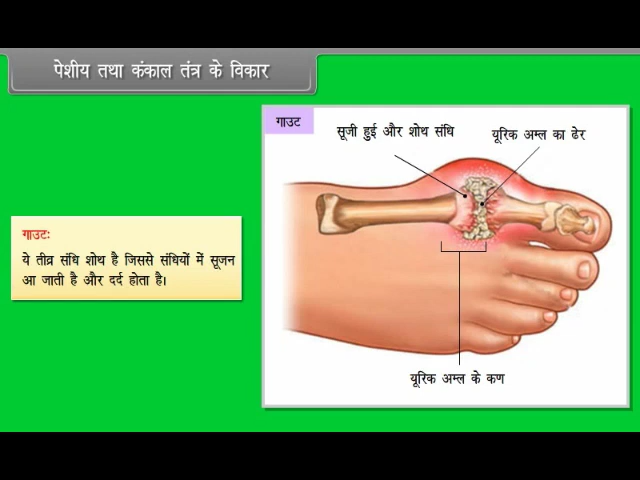 पेशीय तथा कंकाल तंत्र के विकार
गाउट
सूजी हुई और शोथ संधि
यूरिक अम्ल का ढेर
गाउटः
ये तीव्र संधि शोथ है जिससे संधियों में सूजन
आ जाती है और दर्द होता है।
यूरिक अम्ल के कण